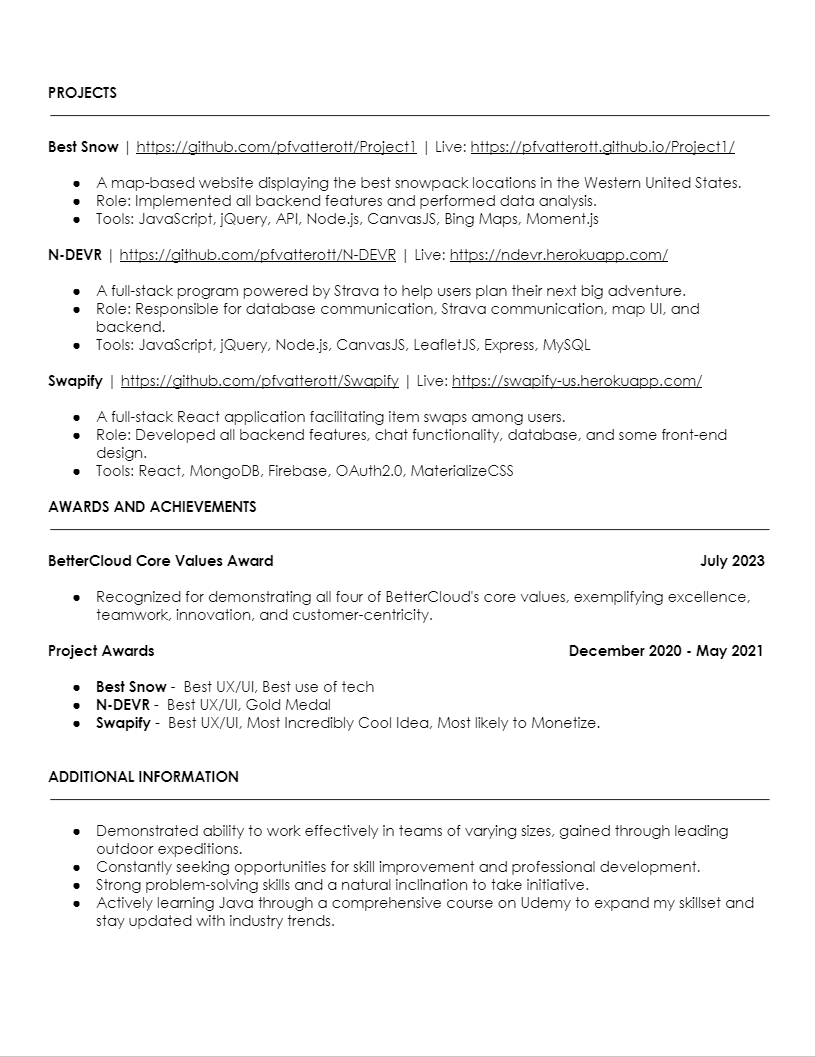 PROJECTS
Best Snow | https://github.com/pfvatterott/Project1 | Live: https://pfvatterott.github.io/Project1/
● A map-based website displaying the best snowpack locations in the Western United States.
● Role: Implemented all backend features and performed data analysis.
● Tools: JavaScript, jQuery, API, Node.js, CanvasJS, Bing Maps, Moment.js
N-DEVR | https://github.com/pfvatterott/N-DEVR | Live: https://ndevr.herokuapp.com/
● A full-stack program powered by Strava to help users plan their next big adventure.
● Role: Responsible for database communication, Strava communication, map UI, and
backend.
● Tools: JavaScript, jQuery, Node.js, CanvasJS, LeafletJS, Express, MySQL
Swapify | https://github.com/pfvatterott/Swapify | Live: https://swapify-us.herokuapp.com/
● A full-stack React application facilitating item swaps among users.
● Role: Developed all backend features, chat functionality, database, and some front-end
design.
● Tools: React, MongoDB, Firebase, OAuth2.0, MaterializeCSS
AWARDS AND ACHIEVEMENTS
BetterCloud Core Values Award July 2023
● Recognized for demonstrating all four of BetterCloud's core values, exemplifying excellence,
teamwork, innovation, and customer-centricity.
Project Awards December 2020 - May 2021
● Best Snow - Best UX/UI, Best use of tech
● N-DEVR - Best UX/UI, Gold Medal
● Swapify - Best UX/UI, Most Incredibly Cool Idea, Most likely to Monetize.
ADDITIONAL INFORMATION
● Demonstrated ability to work effectively in teams of varying sizes, gained through leading
outdoor expeditions.
● Constantly seeking opportunities for skill improvement and professional development.
● Strong problem-solving skills and a natural inclination to take initiative.
● Actively learning Java through a comprehensive course on Udemy to expand my skillset and
stay updated with industry trends.